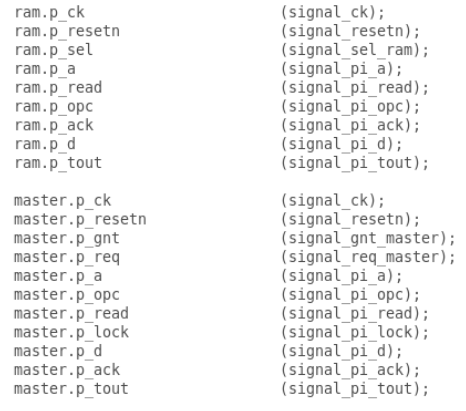 ram.p_ck (signal_ck);
ram.p_resetn (signal_resetn);
ram.p_sel (signal_sel_ram);
ram.p_a (signal_pi_a);
ram.p_read (signal_pi_read);
ram.p_opc (signal_pi_opc);
ram.p_ack (signal_pi_ack);
ram.p_d (signal_pi_d);
ram.p_tout (signal_pi_tout);

master.p_ck (signal_ck);
master.p_resetn (signal_resetn);
master.p_gnt (signal_gnt_master);
master.p_req (signal_req_master);
master.p_a (signal_pi_a);
master.p_opc (signal_pi_opc);
master.p_read (signal_pi_read);
master.p_lock (signal_pi_lock);
master.p_d (signal_pi_d);
master.p_ack (signal_pi_ack);
master.p_tout (signal_pi_tout);